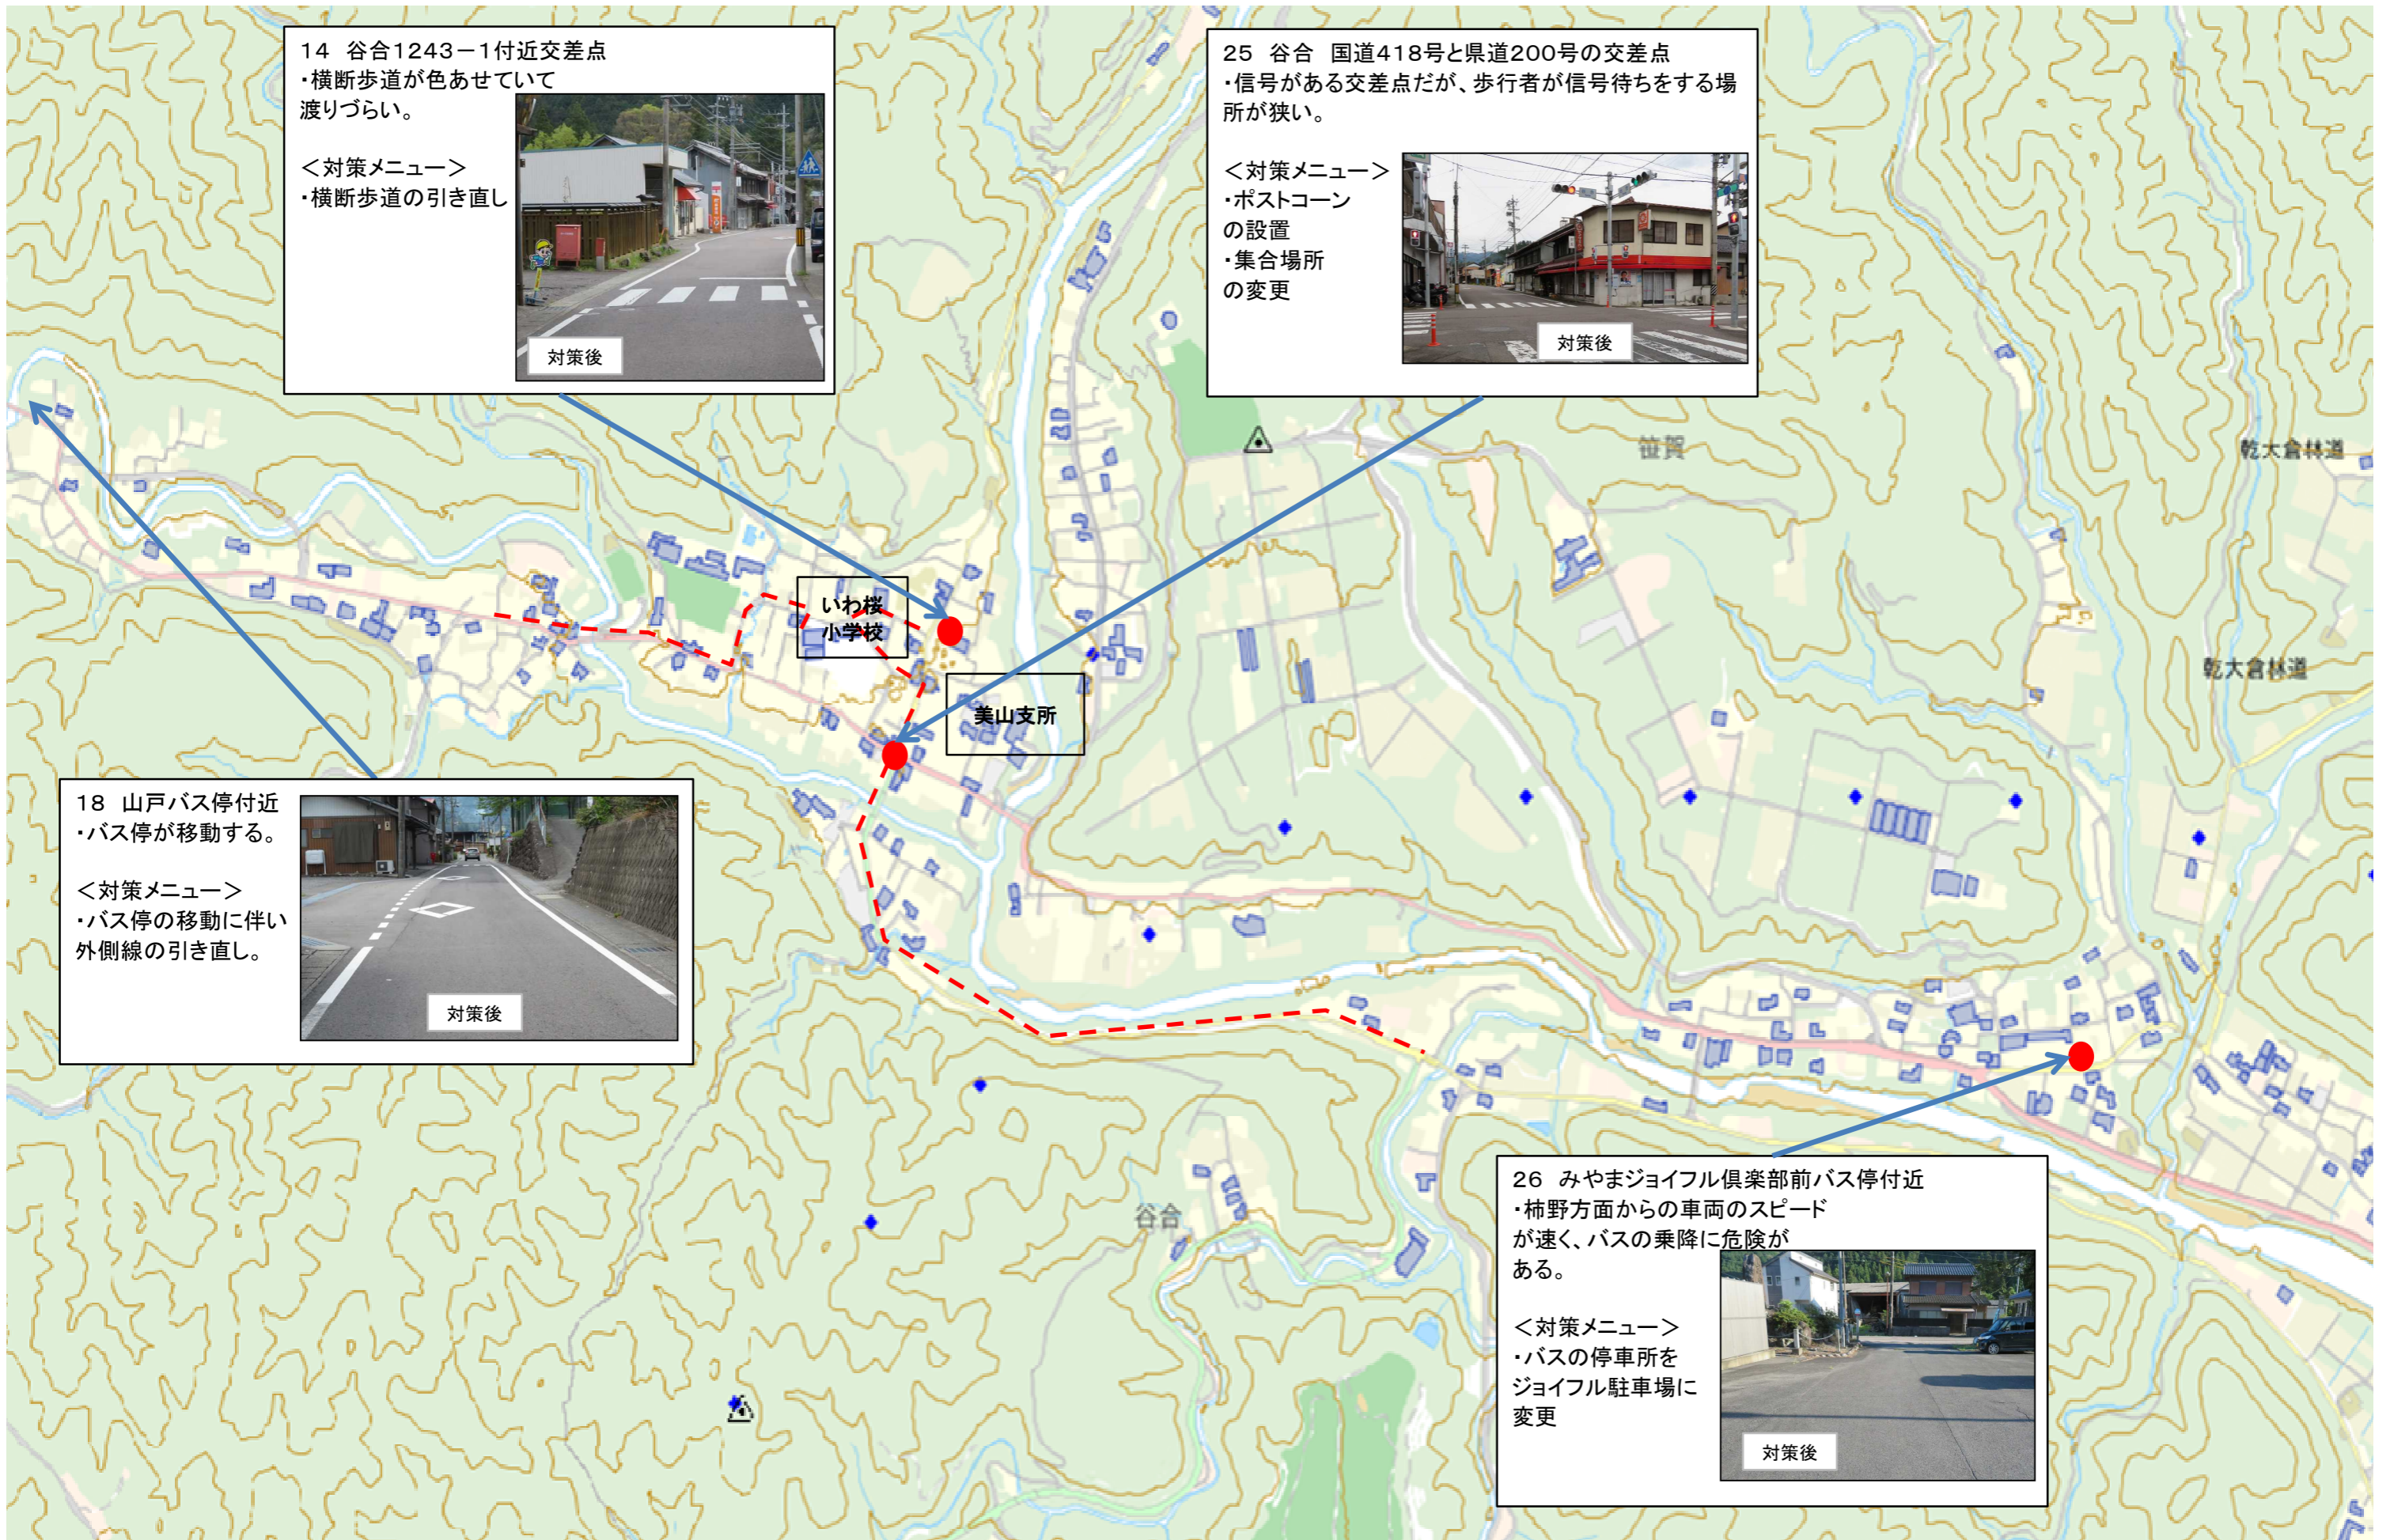 14 谷合1243－1付近交差点
・横断歩道が色あせていて
渡りづらい。
＜対策メニュー＞
・横断歩道の引き直し
対策後
25 谷合 国道418号と県道200号の交差点
・信号がある交差点だが、歩行者が信号待ちをする場
所が狭い。
＜対策メニュー＞
・ポストコーン
の設置
・集合場所
の変更
対策後
笹賀
乾大倉林道
いわ桜
小学校
乾大倉林道
美山支所
18 山戸バス停付近
・バス停が移動する。
＜対策メニュー＞
・バス停の移動に伴い
外側線の引き直し。
対策後
谷合
26 みやまジョイフル倶楽部前バス停付近
・柿野方面からの車両のスピード
が速く、バスの乗降に危険が
ある。
＜対策メニュー＞
・バスの停車所を
ジョイフル駐車場に
変更
対策後